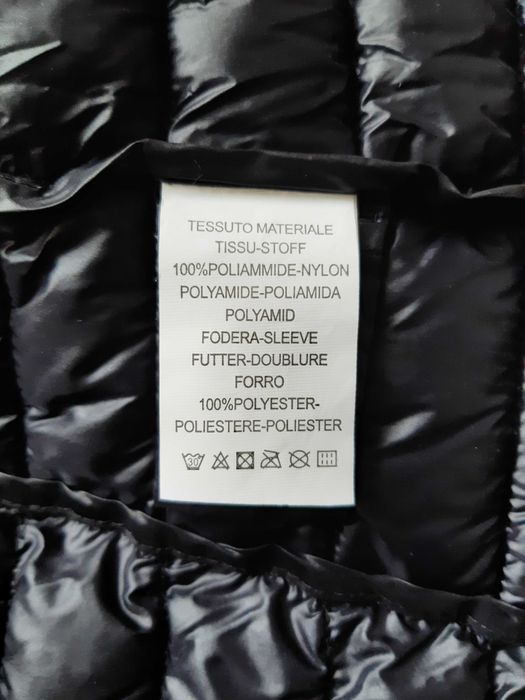 TESSUTO MATERIALE
TISSU-STOFF
100%POLIAMMIDE-NYLON
POLYAMIDE-POLIAMIDA
POLYAMID
FODERA-SLEEVE
FUTTER-DOUBLURE
FORRO
100%POLYESTER-
POLIESTERE-POLIESTER
30°